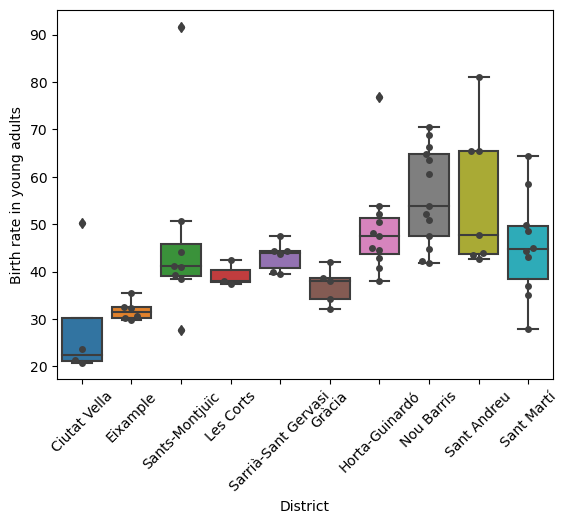 Birth rate in young adults
90
80
70
60
50
40
30
20
Ciutat Vella
Eixample
Sants-Montjuïc
Les Corts
Sarrià-Sant Gervasi
Gràcia
Horta-Guinardó
Nou Barris
Sant Andreu
Sant Martí
District